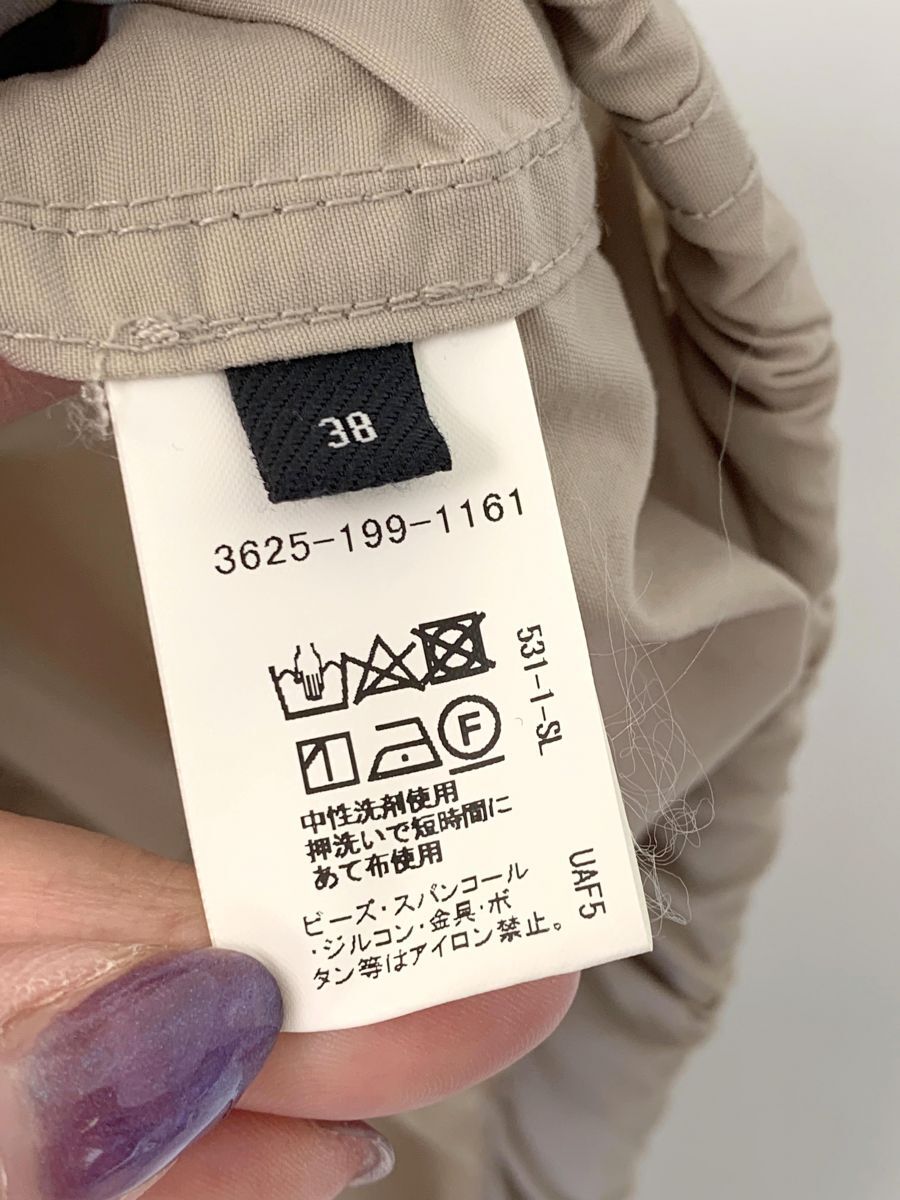 38
3625-199-1161
531-1-SL
F
中性洗剤使用
押洗いで短時間に
あて布使用
UAF5
ビーズ・スパンコール
・ジルコン・金具・ボ
タン等はアイロン禁止。